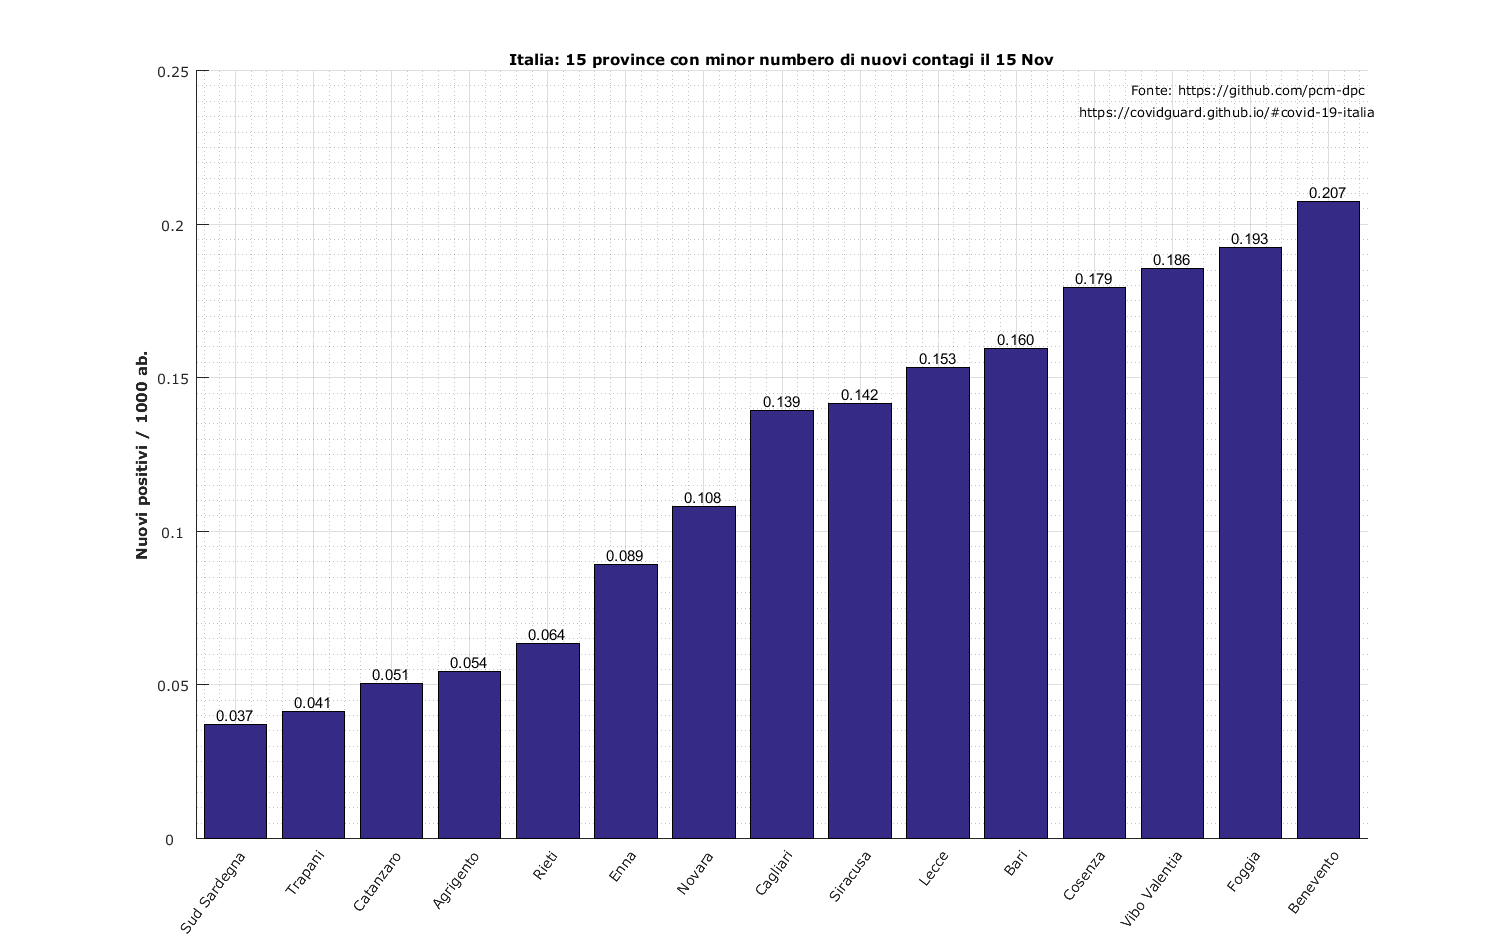 Italia: 15 province con minor numbero di nuovi contagi il 15 Nov
Fonte: https://github.com/pcm-dpc
https://covidguard.github.io/#covid-19-italia
Nuovi positivi / 1000 ab.
0.25
0.2
0.15
0.1
0.05
0
0.037
0.041
0.051
0.054
0.064
0.089
0.108
0.139
0.142
0.153
0.160
0.179
0.186
0.193
0.207
Sud Sardegna
Trapani
Catanzaro
Agrigento
Rieti
Enna
Novara
Cagliari
Siracusa
Lecce
Bari
Cosenza
Vibo Valentia
Foggia
Benevento